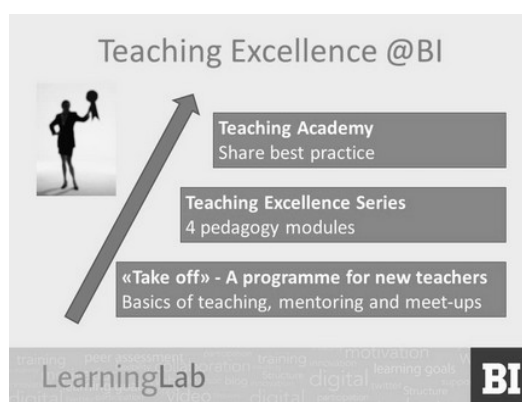 Teaching Excellence @BI
Teaching Academy
Share best practice
Teaching Excellence Series
4 pedagogy modules
«Take off» - A programme for new teachers
Basics of teaching, mentoring and meet-ups
training peer assessment training motivation
learning goals
digital
Structure
digital video
LearningLab
BI